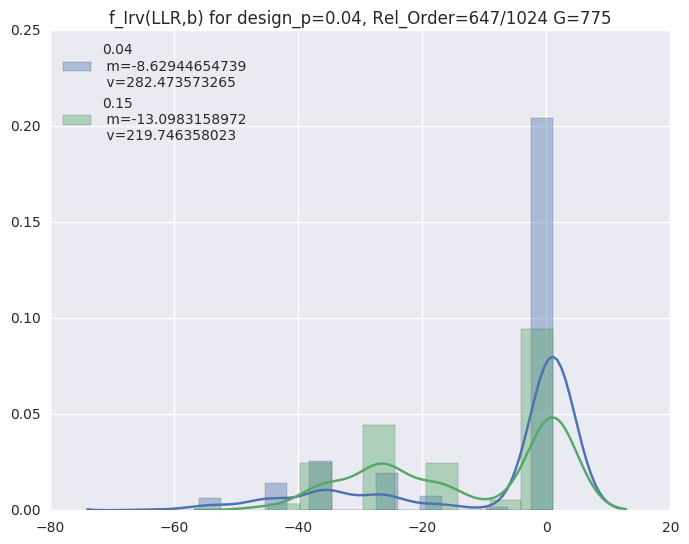 f_Irv(LLR,b) for design_p=0.04, Rel_Order=647/1024 G=775
0.25
0.20
0.15
0.10
0.05
0.00
0.04
m=-8.62944654739
v=282.473573265
0.15
m=-13.0983158972
v=219.746358023
−80
−60
−40
−20
0
20